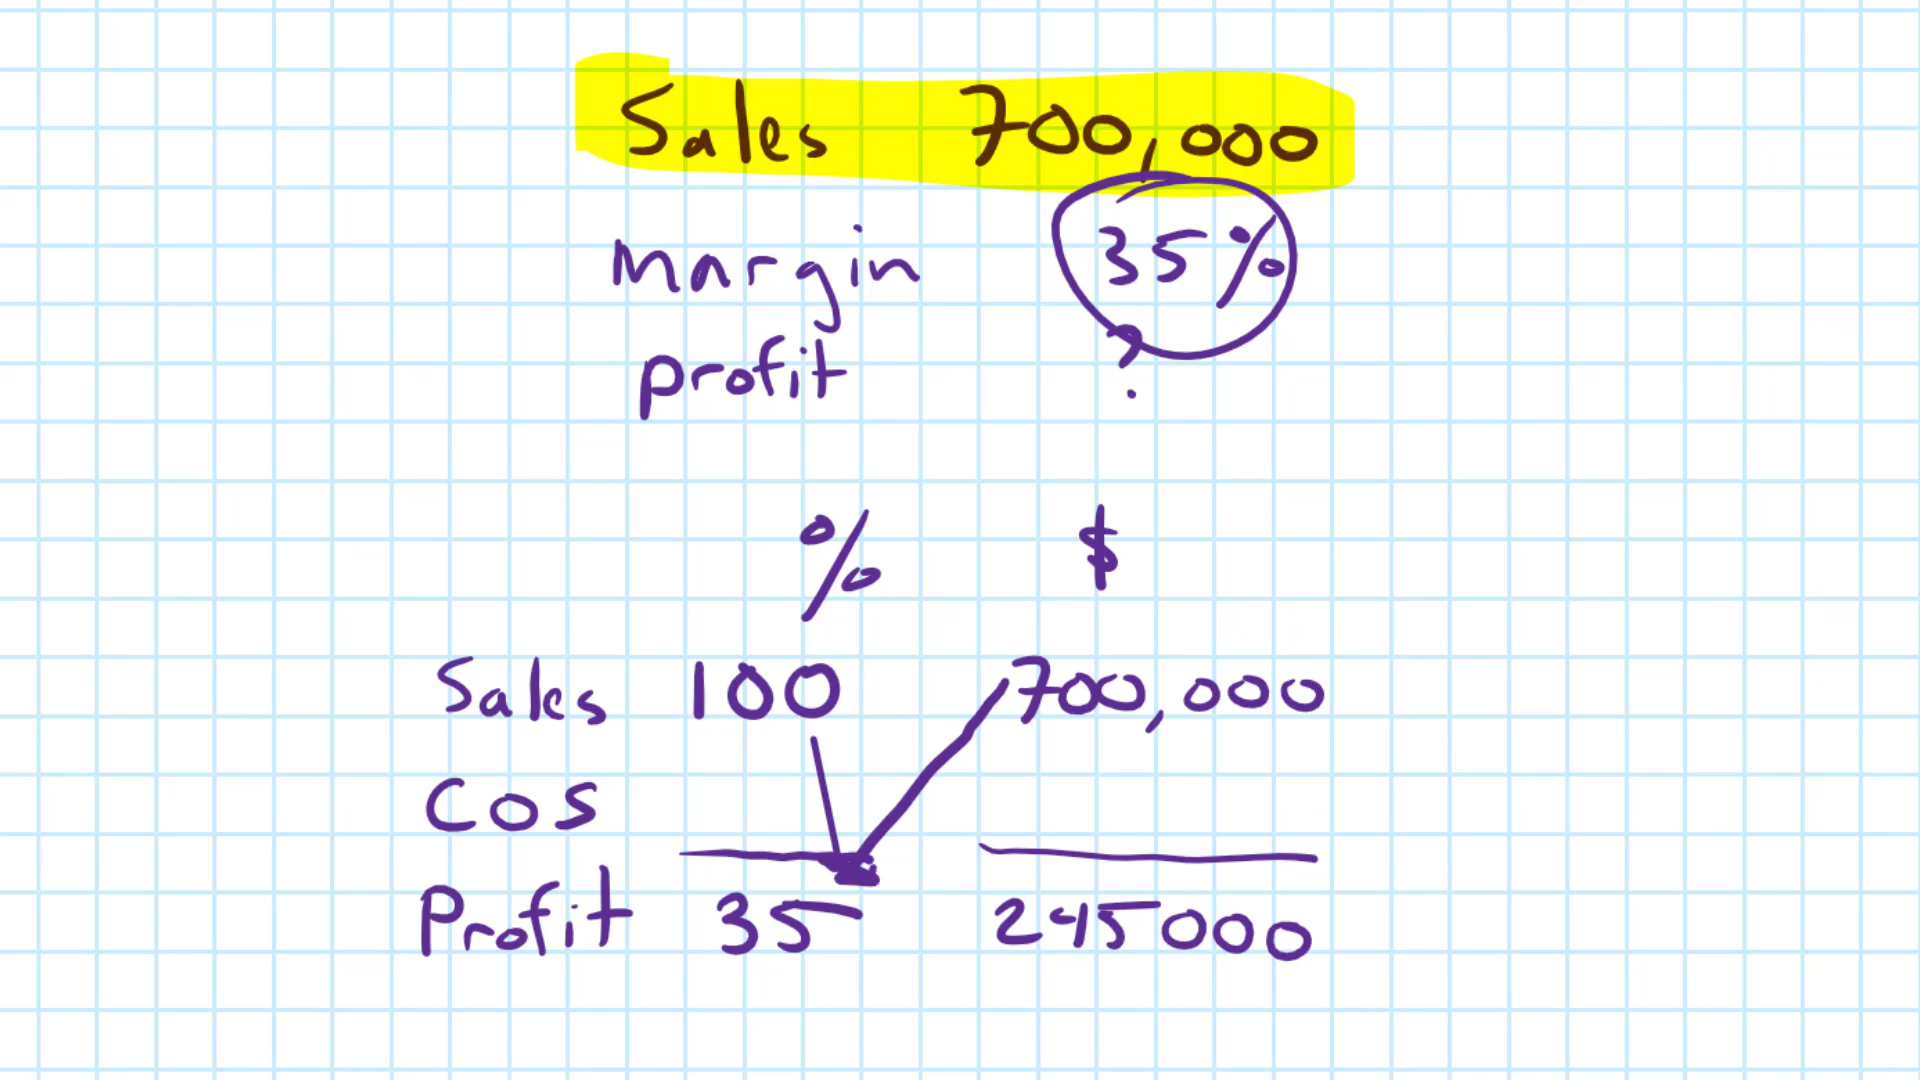 Sales 700,000
margin 35%
profit ?
% $
Sales 100 700,000
COS
Profit 35 245000